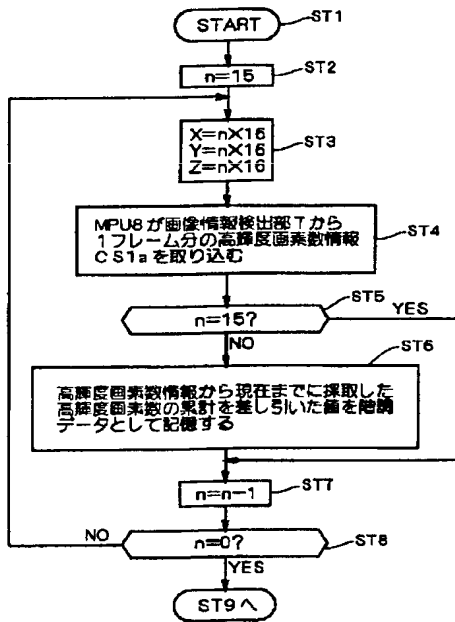 START
ST1
n=15
ST2
X=n×16
Y=n×16
Z=n×16
ST3
MPU8が画像情報検出部Tから
1フレーム分の高輝度画素数情報
CS1aを取り込む
ST4
n=15?
ST5
YES
NO
ST6
高輝度画素数情報から現在までに採取した
高輝度画素数の累計を差し引いた値を階調
データとして記憶する
n=n-1
ST7
NO
n=0?
ST8
YES
ST9へ